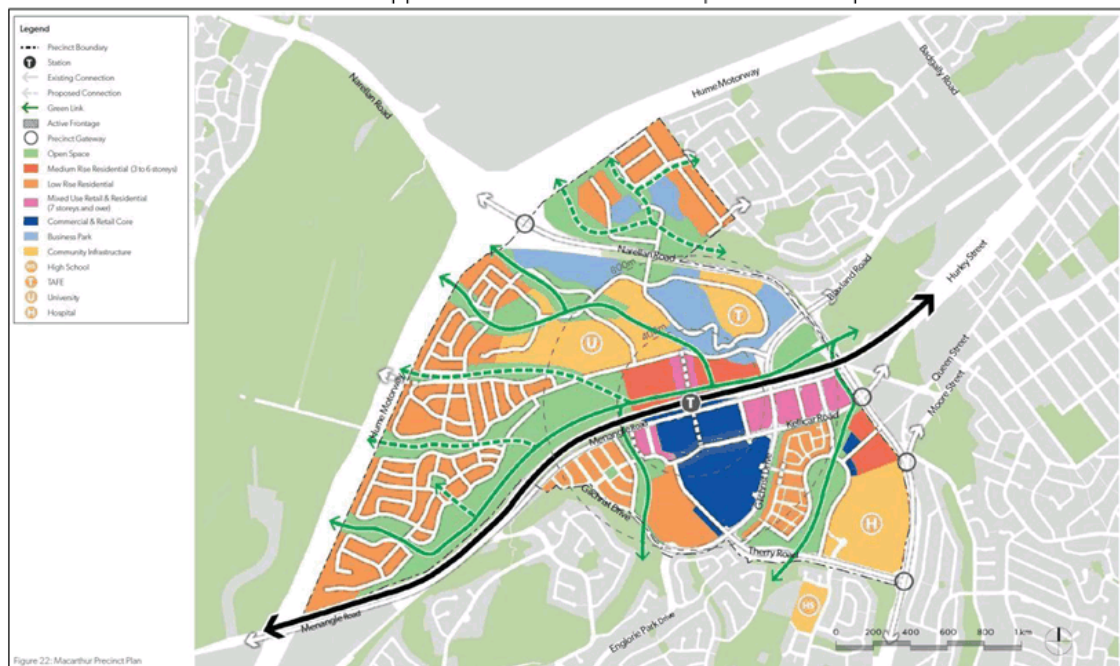 Legend
Precinct Boundary
T
Station
Existing Connection
Proposed Connection
Green Link
Active Frontage
Precinct Gateway
Open Space
Medium Rise Residential (3 to 6 storeys)
Low Rise Residential
Mixed Use Retail & Residential
(7 storeys and over)
Commercial & Retail Core
Business Park
Community Infrastructure
HS
High School
T
TAFE
U
University
H
Hospital
Narellan Road
Hume Motorway
Badgally Road
Narellan Road
800m
Blaxland Road
Hurley Street
400m
T
U
Queen Street
Moore Street
Hume Motorway
T
Menangle Road
Kellicar Road
Gilchrist Drive
Gilchrist Drive
H
Therry Road
HS
Menangle Road
Englorie Park Drive
0 200 400 600 800 1km
Figure 22: Macarthur Precinct Plan